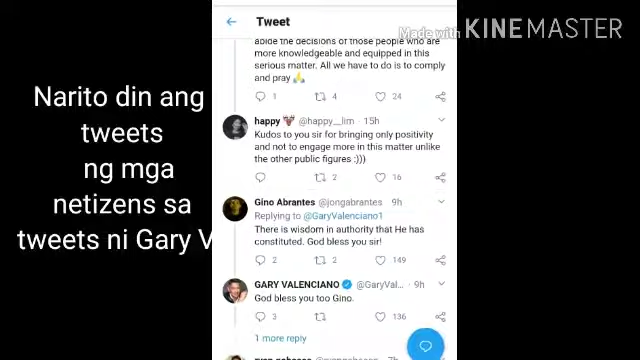 Tweet
Made with KINEMASTER
abide the decisions of those people who are
more knowledgeable and equipped in this
serious matter. All we have to do is to comply
and pray 🙏
1 4 24
happy @happy__lim · 15h
Kudos to you sir for bringing only positivity
and not to engage more in this matter unlike
the other public figures :)))
2 16
Gino Abrantes @jongabrantes 9h
Replying to @GaryValenciano1
There is wisdom in authority that He has
constituted. God bless you sir!
2 2 149
GARY VALENCIANO @GaryVal... · 9h
God bless you too Gino.
3 136
1 more reply
Narito din ang
tweets
ng mga
netizens sa
tweets ni Gary V